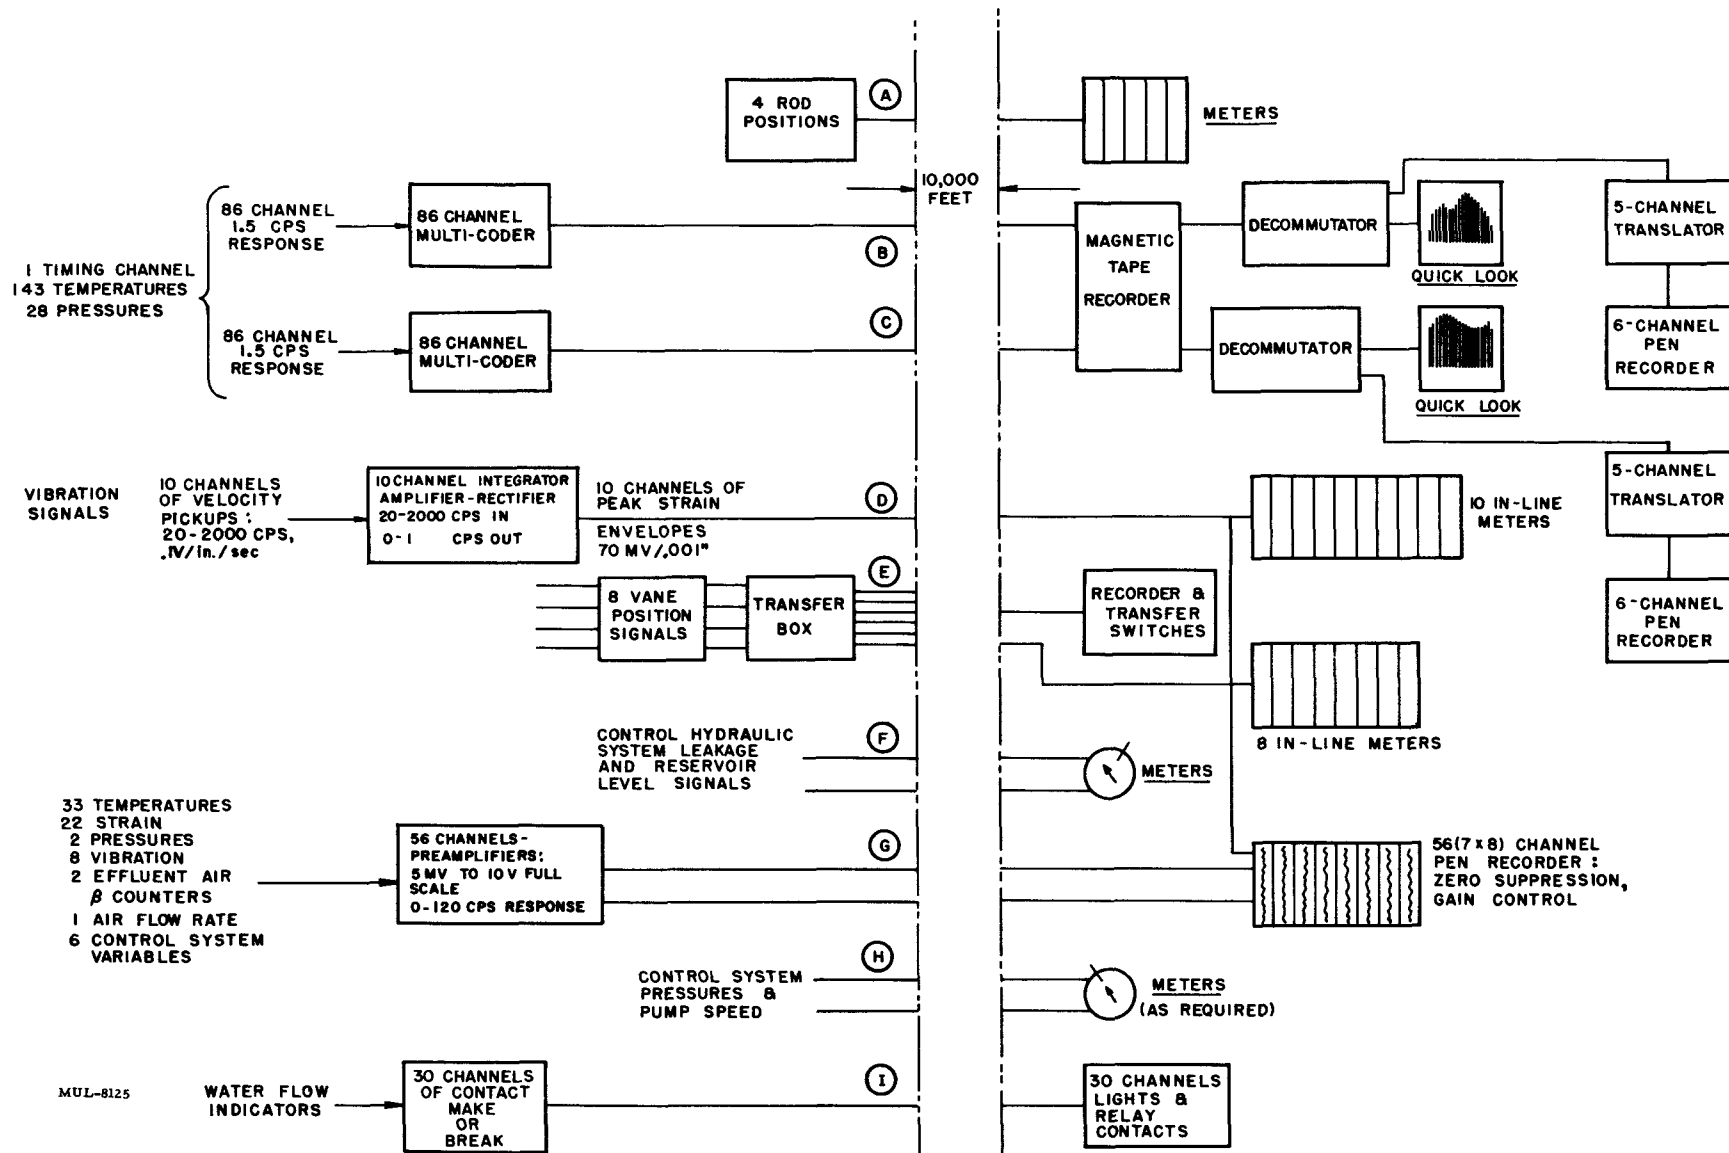 4 ROD
POSITIONS
A
METERS
10,000
FEET
1 TIMING CHANNEL
143 TEMPERATURES
28 PRESSURES
86 CHANNEL
1.5 CPS
RESPONSE
86 CHANNEL
MULTI-CODER
B
86 CHANNEL
1.5 CPS
RESPONSE
86 CHANNEL
MULTI-CODER
C
MAGNETIC
TAPE
RECORDER
DECOMMUTATOR
QUICK LOOK
5-CHANNEL
TRANSLATOR
DECOMMUTATOR
QUICK LOOK
6-CHANNEL
PEN
RECORDER
VIBRATION
SIGNALS
10 CHANNELS
OF VELOCITY
PICKUPS :
20-2000 CPS,
.1V/in./sec
10 CHANNEL INTEGRATOR
AMPLIFIER-RECTIFIER
20-2000 CPS IN
0-1 CPS OUT
10 CHANNELS OF
PEAK STRAIN
ENVELOPES
70 MV/.001"
D
10 IN-LINE
METERS
5-CHANNEL
TRANSLATOR
6-CHANNEL
PEN
RECORDER
8 VANE
POSITION
SIGNALS
TRANSFER
BOX
E
RECORDER &
TRANSFER
SWITCHES
8 IN-LINE METERS
CONTROL HYDRAULIC
SYSTEM LEAKAGE
AND RESERVOIR
LEVEL SIGNALS
F
METERS
33 TEMPERATURES
22 STRAIN
2 PRESSURES
8 VIBRATION
2 EFFLUENT AIR
β COUNTERS
1 AIR FLOW RATE
6 CONTROL SYSTEM
VARIABLES
56 CHANNELS-
PREAMPLIFIERS:
5 MV TO 10 V FULL
SCALE
0-120 CPS RESPONSE
G
56(7x8) CHANNEL
PEN RECORDER :
ZERO SUPPRESSION,
GAIN CONTROL
CONTROL SYSTEM
PRESSURES &
PUMP SPEED
H
METERS
(AS REQUIRED)
MUL-8125
WATER FLOW
INDICATORS
30 CHANNELS
OF CONTACT
MAKE
OR
BREAK
I
30 CHANNELS
LIGHTS &
RELAY
CONTACTS